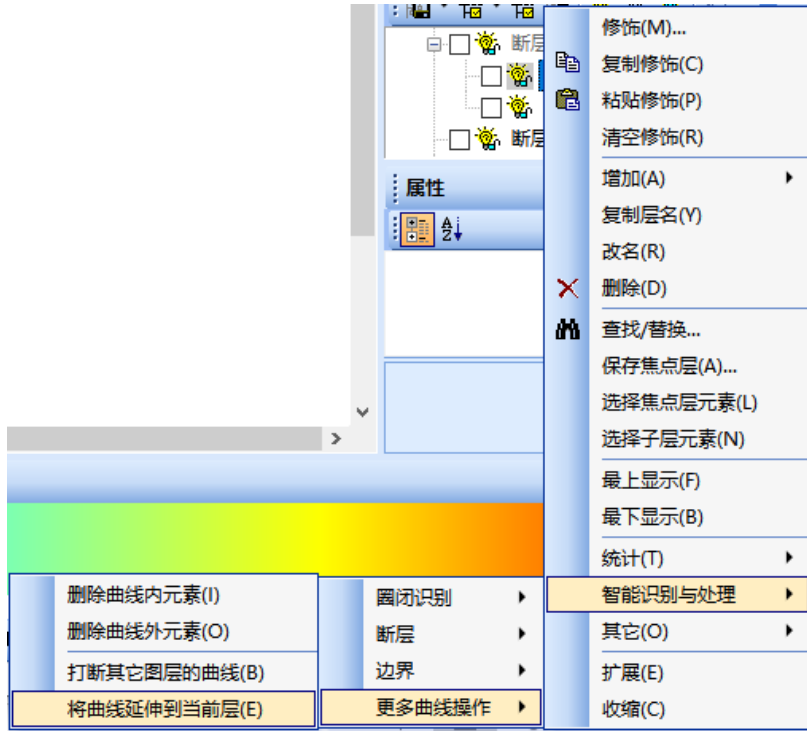 断层
断层
属性
修饰(M)...
复制修饰(C)
粘贴修饰(P)
清空修饰(R)
增加(A)
复制层名(Y)
改名(R)
删除(D)
查找/替换...
保存焦点层(A)...
选择焦点层元素(L)
选择子层元素(N)
最上显示(F)
最下显示(B)
统计(T)
智能识别与处理
其它(O)
扩展(E)
收缩(C)
圈闭识别
断层
边界
更多曲线操作
删除曲线内元素(I)
删除曲线外元素(O)
打断其它图层的曲线(B)
将曲线延伸到当前层(E)